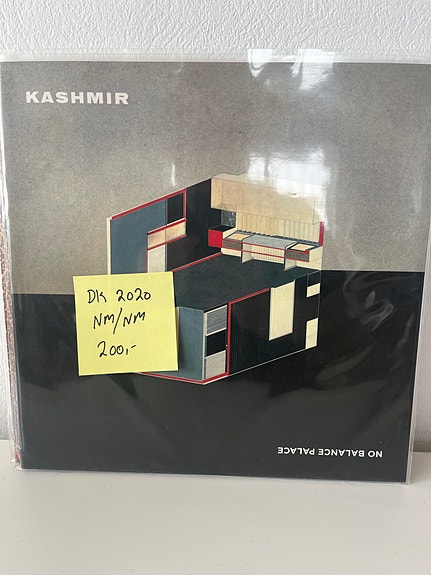 KASHMIR
DK 2020
NM/NM
200,-
NO BALANCE PALACE